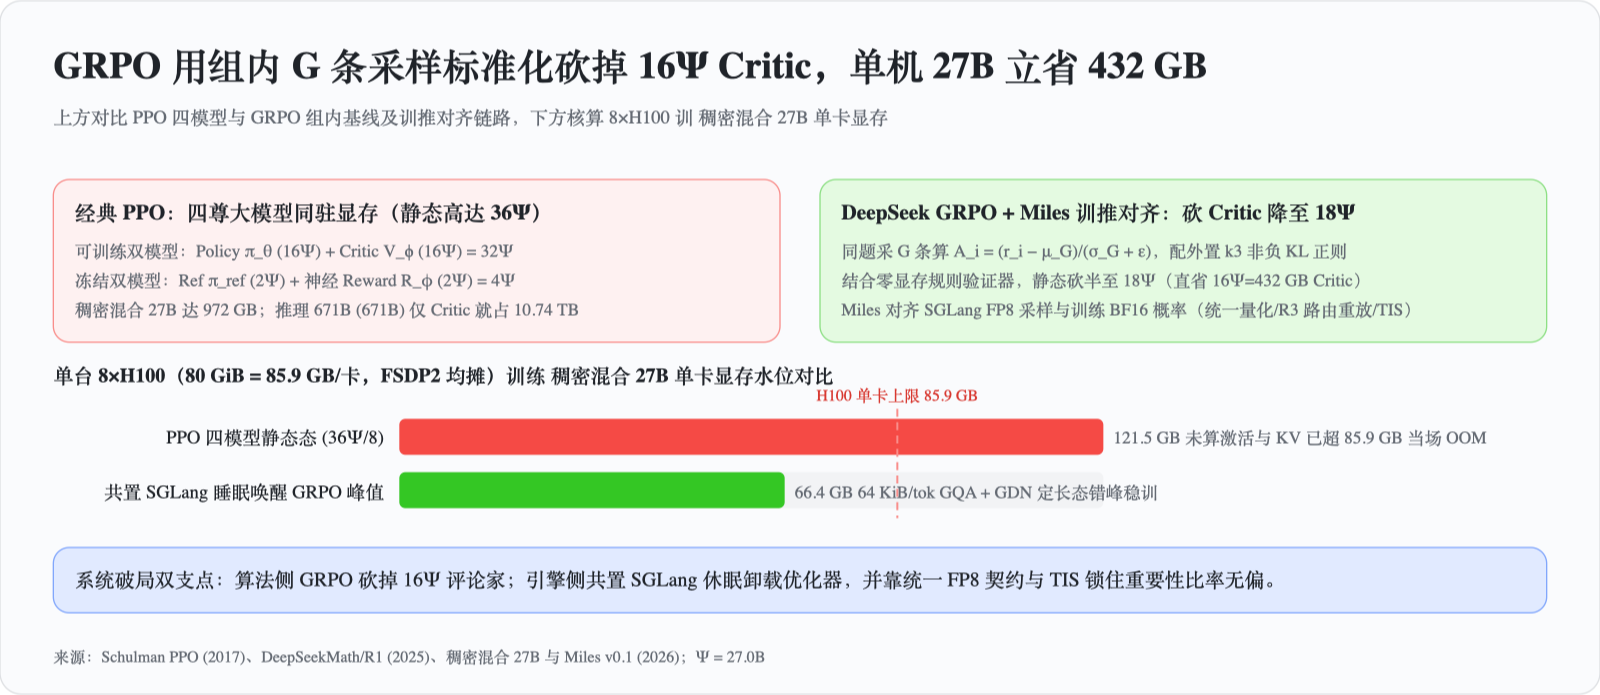 GRPO 用组内 G 条采样标准化砍掉 16Ψ Critic，单机 27B 立省 432 GB
上方对比 PPO 四模型与 GRPO 组内基线及训推对齐链路，下方核算 8×H100 训 稠密混合 27B 单卡显存
经典 PPO：四尊大模型同驻显存（静态高达 36Ψ）
可训练双模型：Policy π_θ (16Ψ) + Critic V_ϕ (16Ψ) = 32Ψ
冻结双模型：Ref π_ref (2Ψ) + 神经 Reward R_ϕ (2Ψ) = 4Ψ
稠密混合 27B 达 972 GB；推理 671B (671B) 仅 Critic 就占 10.74 TB
DeepSeek GRPO + Miles 训推对齐：砍 Critic 降至 18Ψ
同题采 G 条算 A_i = (r_i − μ_G)/(σ_G + ε)，配外置 k3 非负 KL 正则
结合零显存规则验证器，静态砍半至 18Ψ（直省 16Ψ=432 GB Critic）
Miles 对齐 SGLang FP8 采样与训练 BF16 概率（统一量化/R3 路由重放/TIS）
单台 8×H100（80 GiB = 85.9 GB/卡，FSDP2 均摊）训练 稠密混合 27B 单卡显存水位对比
H100 单卡上限 85.9 GB
PPO 四模型静态态 (36Ψ/8)
121.5 GB 未算激活与 KV 已超 85.9 GB 当场 OOM
共置 SGLang 睡眠唤醒 GRPO 峰值
66.4 GB 64 KiB/tok GQA + GDN 定长态错峰稳训
系统破局双支点：算法侧 GRPO 砍掉 16Ψ 评论家；引擎侧共置 SGLang 休眠卸载优化器，并靠统一 FP8 契约与 TIS 锁住重要性比率无偏。
来源：Schulman PPO (2017)、DeepSeekMath/R1 (2025)、稠密混合 27B 与 Miles v0.1 (2026)；Ψ = 27.0B